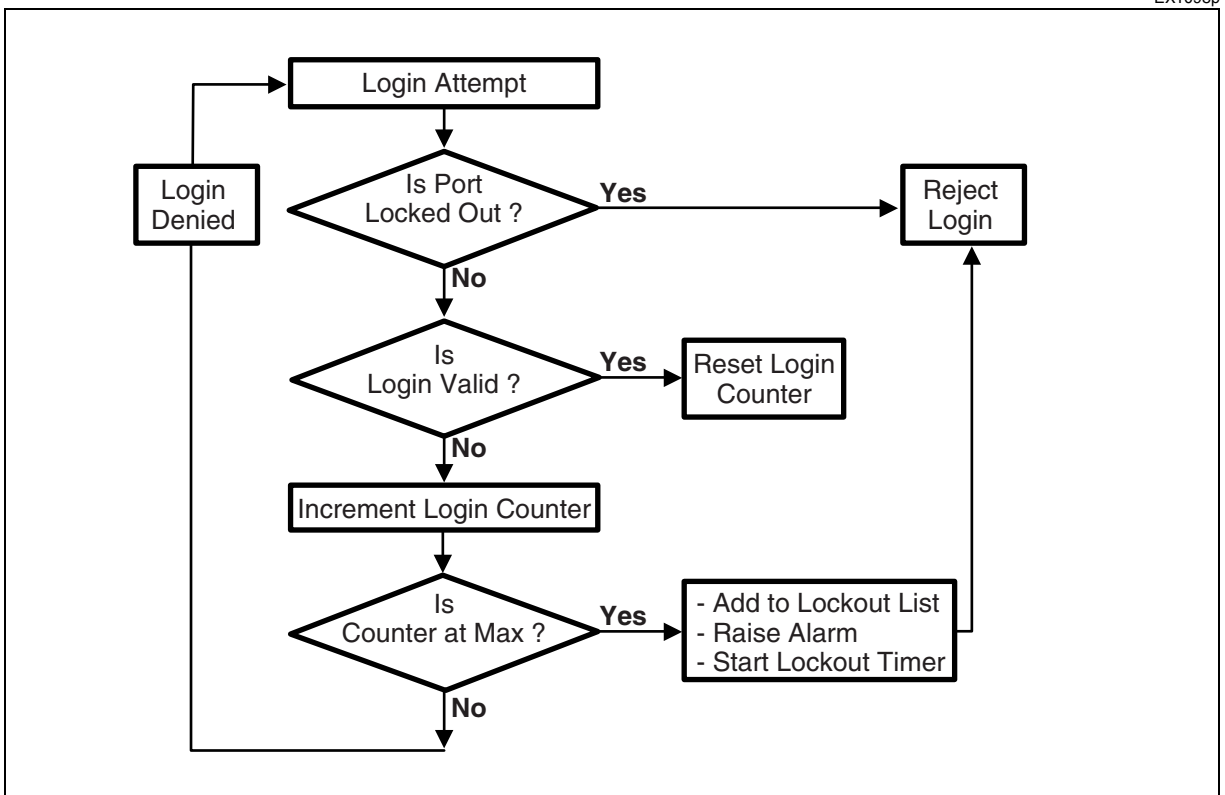 Login Attempt
Login
Denied
Is Port
Locked Out ?
Yes
Reject
Login
No
Is
Login Valid ?
Yes
Reset Login
Counter
No
Increment Login Counter
Is
Counter at Max ?
Yes
- Add to Lockout List
- Raise Alarm
- Start Lockout Timer
No